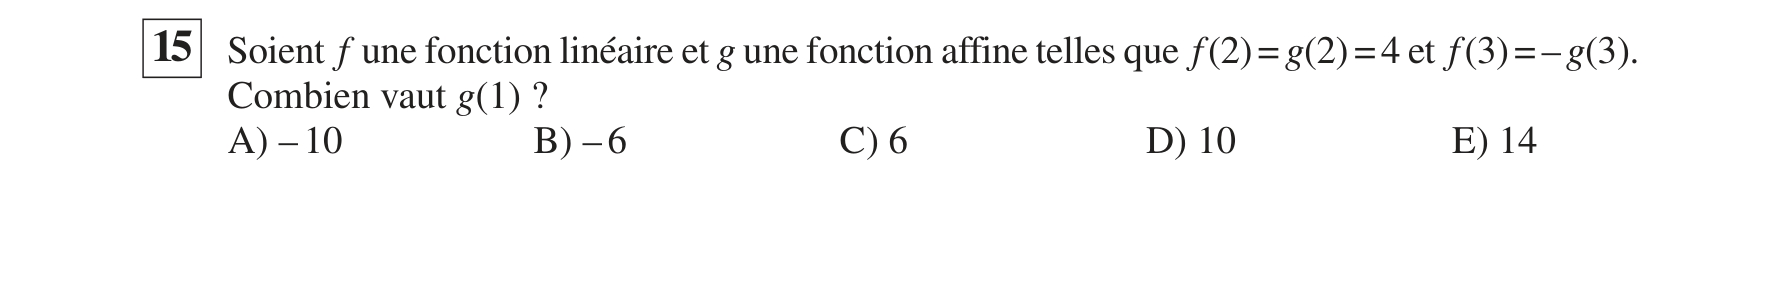 15 Soient f une fonction linéaire et g une fonction affine telles que f(2)=g(2)=4 et f(3)=–g(3).
Combien vaut g(1) ?
A) –10 B) –6 C) 6 D) 10 E) 14